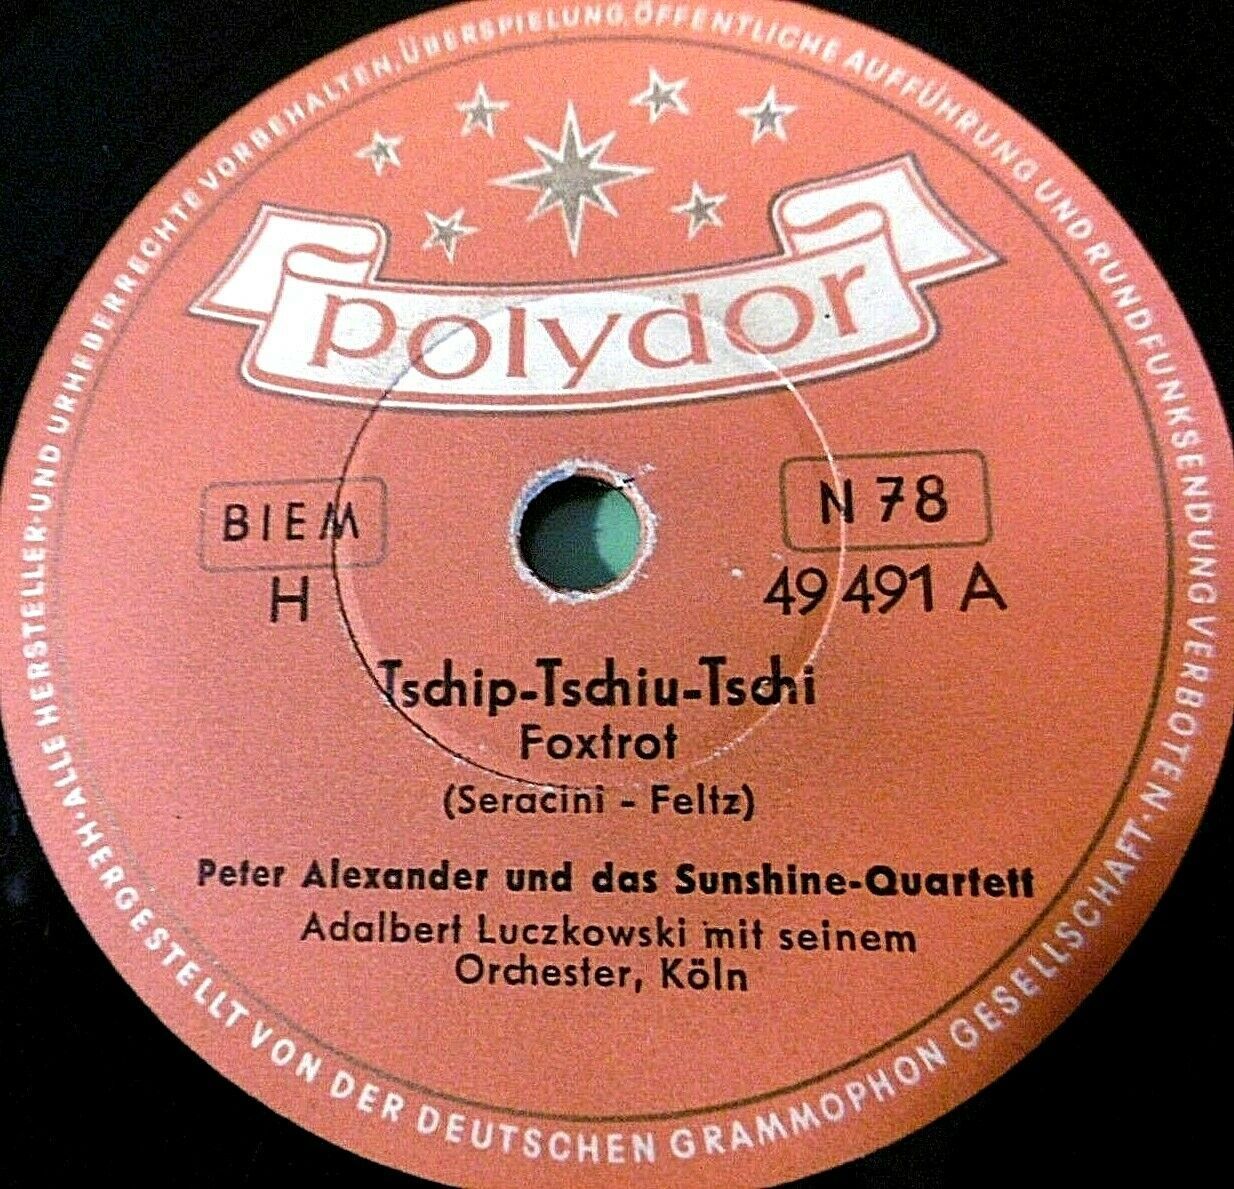 ALLE HERSTELLER- UND URHEBERRECHTE VORBEHALTEN, ÜBERSPIELUNG, ÖFFENTLICHE AUFFÜHRUNG UND RUNDFUNKSENDUNG VERBOTEN
polydor
BIEM
N 78
H
49 491 A
Tschip-Tschiu-Tschi
Foxtrot
(Seracini - Feltz)
Peter Alexander und das Sunshine-Quartett
Adalbert Luczkowski mit seinem
Orchester, Köln
HERGESTELLT VON DER DEUTSCHEN GRAMMOPHON GESELLSCHAFT